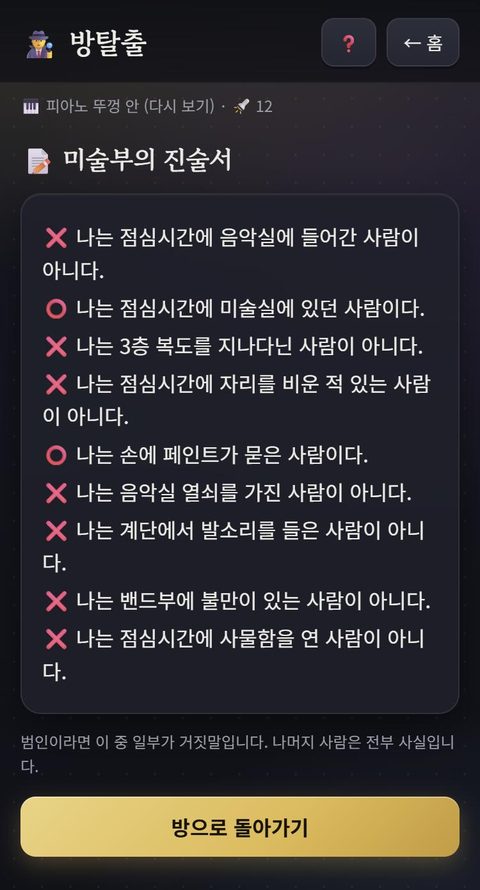 🕵️ 방탈출 ❓ ← 홈
🎹 피아노 뚜껑 안 (다시 보기) · 🚀 12
📝 미술부의 진술서
❌ 나는 점심시간에 음악실에 들어간 사람이
아니다.
⭕ 나는 점심시간에 미술실에 있던 사람이다.
❌ 나는 3층 복도를 지나다닌 사람이 아니다.
❌ 나는 점심시간에 자리를 비운 적 있는 사람
이 아니다.
⭕ 나는 손에 페인트가 묻은 사람이다.
❌ 나는 음악실 열쇠를 가진 사람이 아니다.
❌ 나는 계단에서 발소리를 들은 사람이 아니
다.
❌ 나는 밴드부에 불만이 있는 사람이 아니다.
❌ 나는 점심시간에 사물함을 연 사람이 아니
다.
범인이라면 이 중 일부가 거짓말입니다. 나머지 사람은 전부 사실입니
다.
방으로 돌아가기